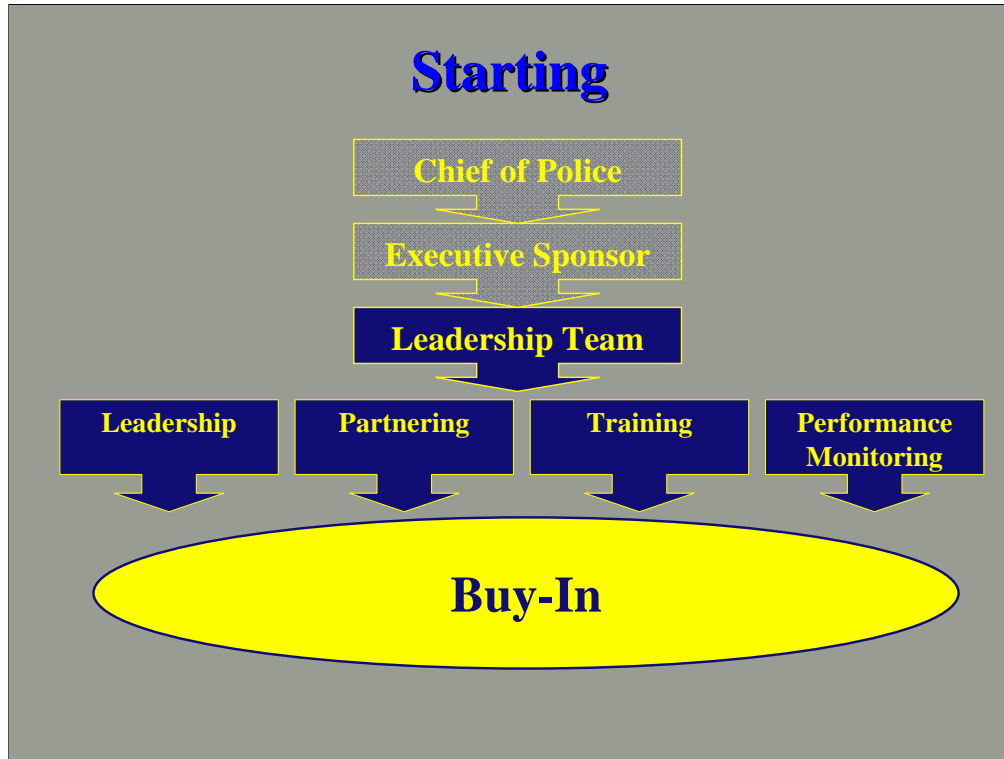 Starting
Chief of Police
Executive Sponsor
Leadership Team
Leadership
Partnering
Training
Performance
Monitoring
Buy-In